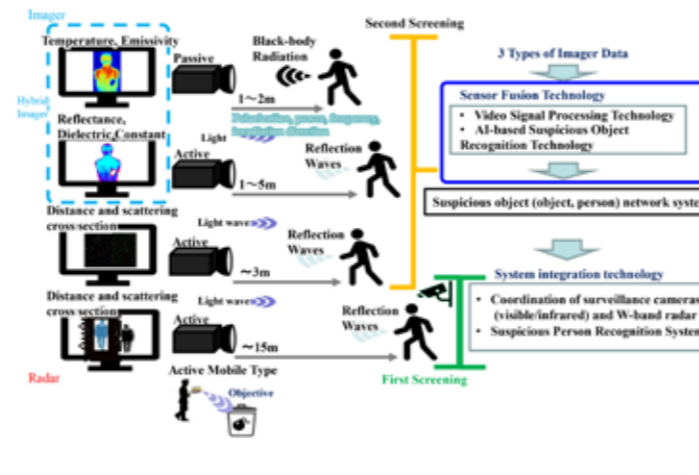 Imager
Temperature, Emissivity
Passive
Black-body
Radiation
1~2m
Hybrid
Imager
Reflectance,
Dielectric,Constant
Light
Active
Reflection
Waves
1~5m
Distance and scattering
cross section
Light wave
Active
Reflection
Waves
~3m
Distance and scattering
cross section
Light wave
Active
Reflection
Waves
~15m
Radar
Active Mobile Type
Objective
Second Screening
First Screening
3 Types of Imager Data
Sensor Fusion Technology
• Video Signal Processing Technology
• AI-based Suspicious Object
Recognition Technology
Suspicious object (object, person) network syste
System integration technology
• Coordination of surveillance cameras
(visible/infrared) and W-band radar
• Suspicious Person Recognition System